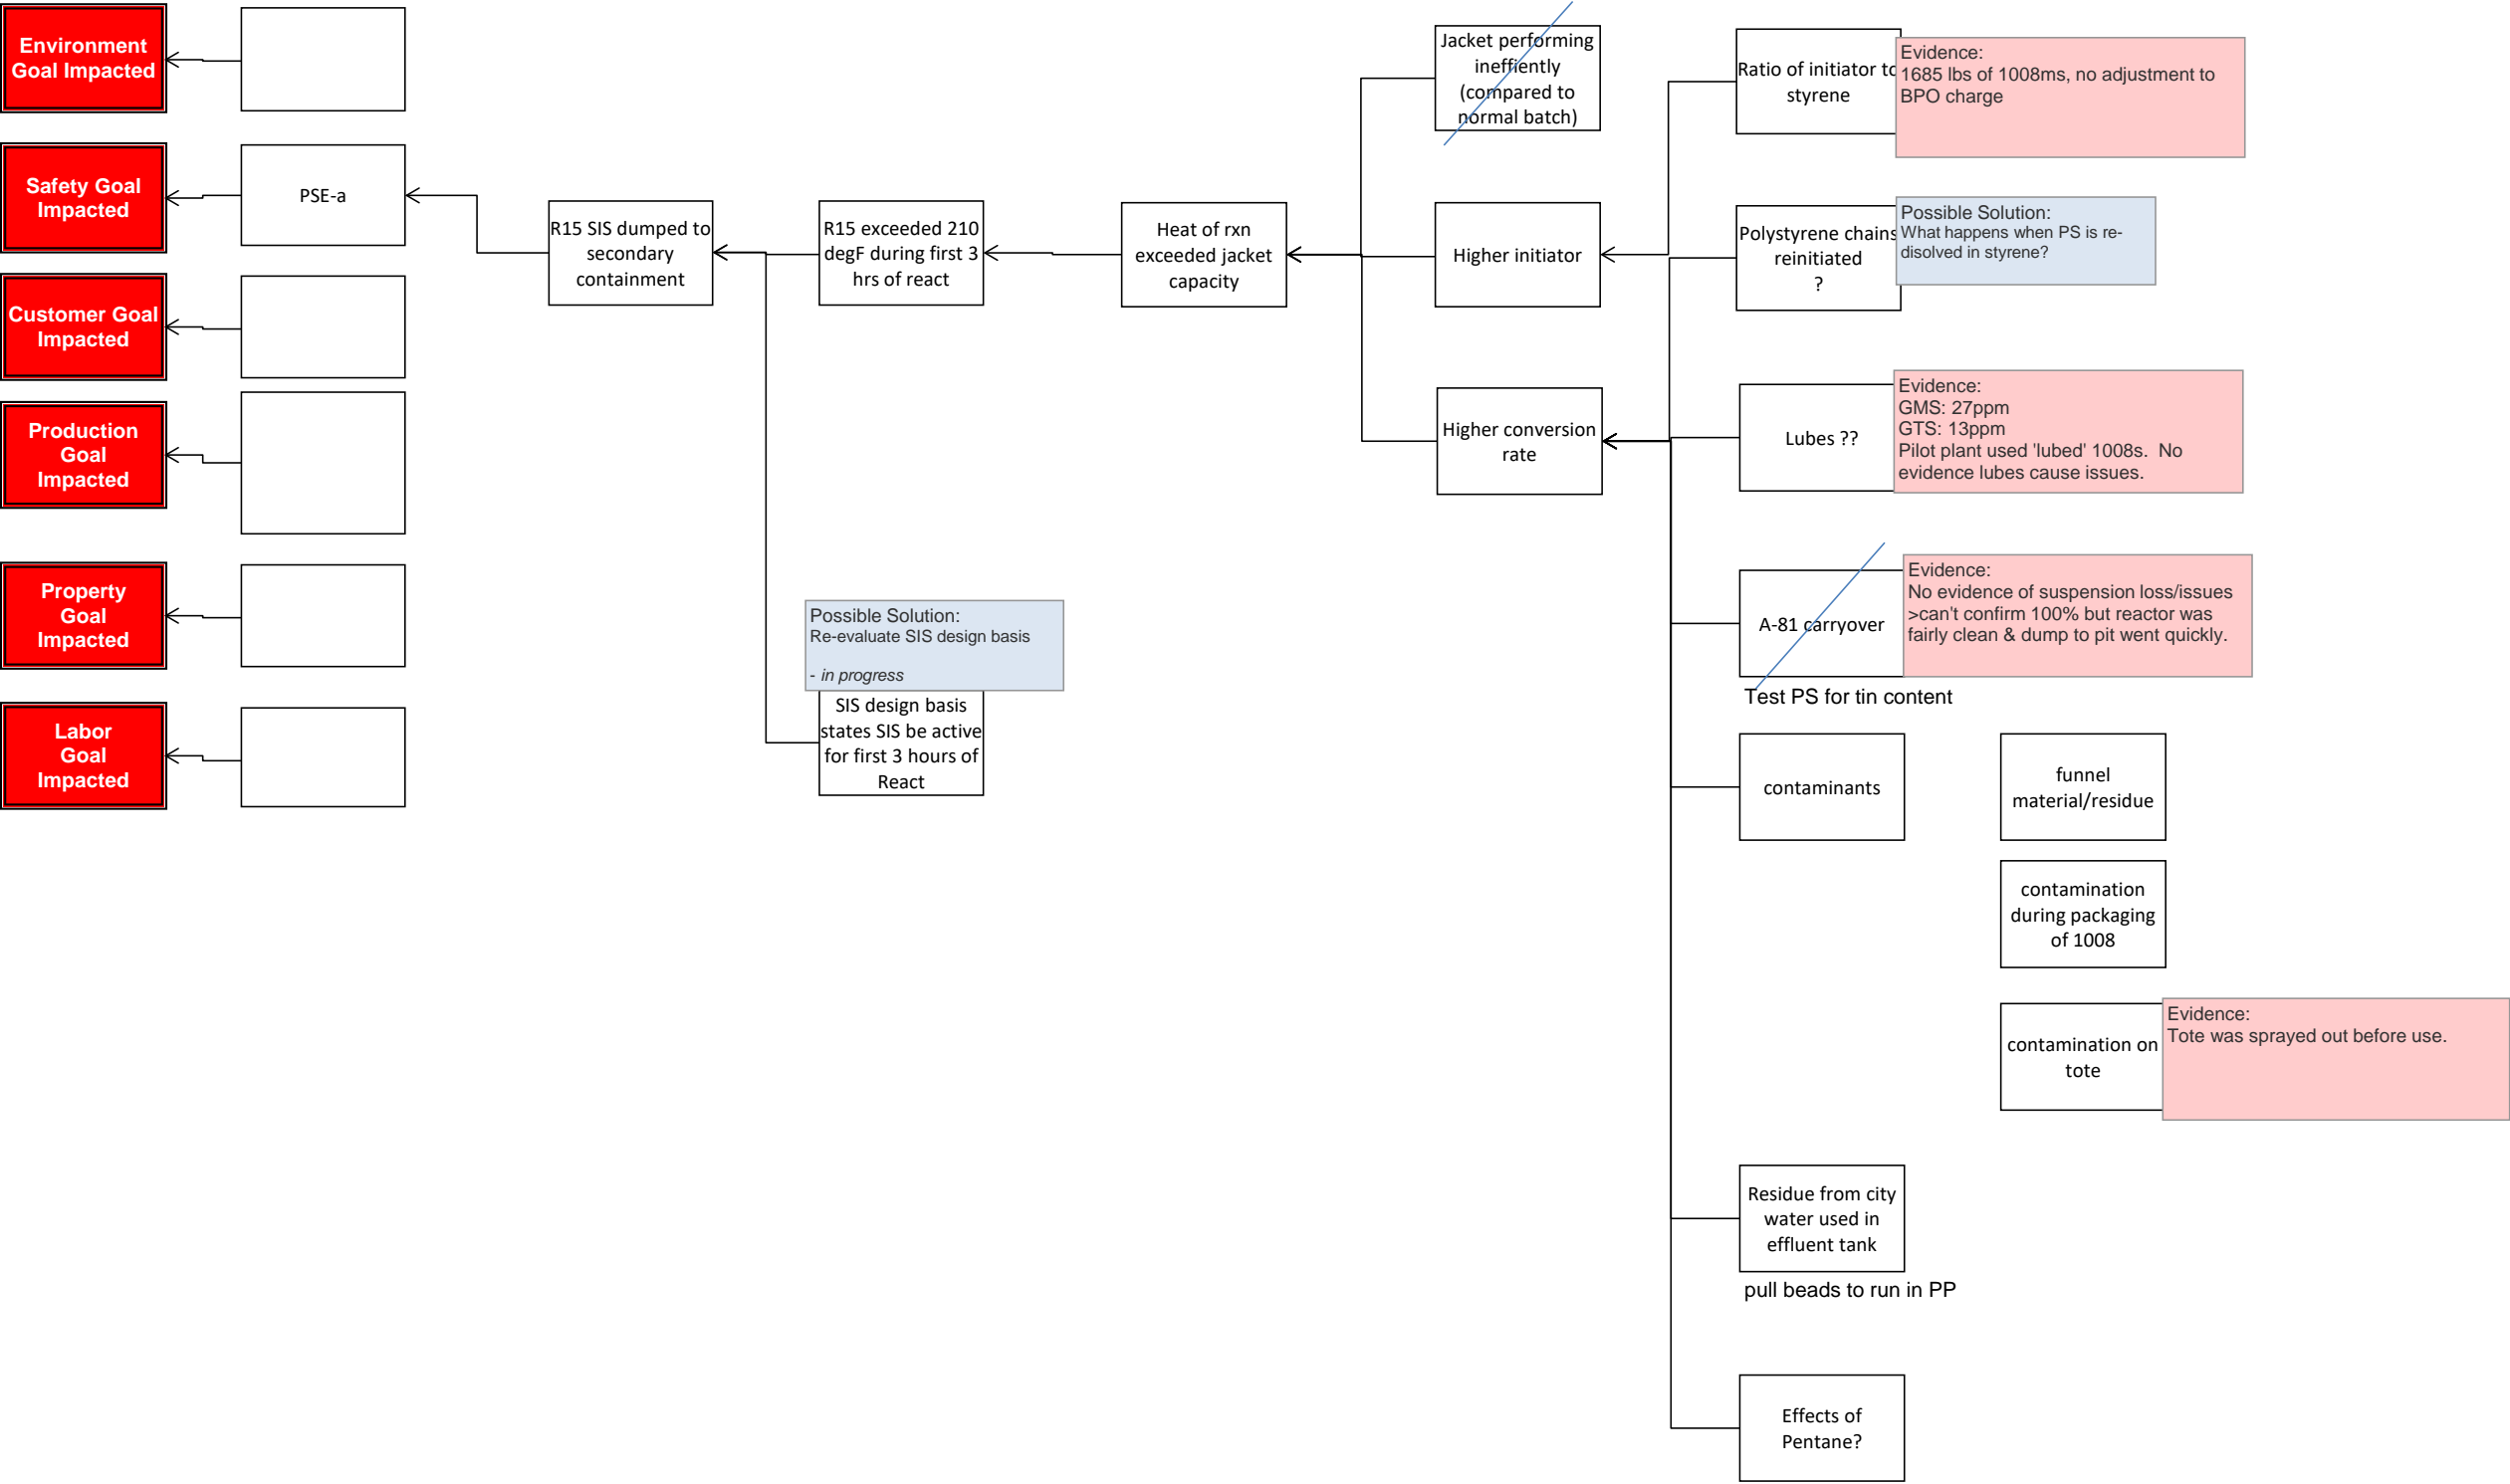 Environment
Goal Impacted
Safety Goal
Impacted
PSE-a
Customer Goal
Impacted
Production
Goal
Impacted
Property
Goal
Impacted
Labor
Goal
Impacted
R15 SIS dumped to
secondary
containment
R15 exceeded 210
degF during first 3
hrs of react
Possible Solution:
Re-evaluate SIS design basis
- in progress
SIS design basis
states SIS be active
for first 3 hours of
React
Heat of rxn
exceeded jacket
capacity
Jacket performing
ineffiently
(compared to
normal batch)
Higher initiator
Higher conversion
rate
Ratio of initiator to
styrene
Evidence:
1685 lbs of 1008ms, no adjustment to
BPO charge
Polystyrene chains
reinitiated
?
Possible Solution:
What happens when PS is re-
disolved in styrene?
Lubes ??
Evidence:
GMS: 27ppm
GTS: 13ppm
Pilot plant used 'lubed' 1008s.  No
evidence lubes cause issues.
A-81 carryover
Evidence:
No evidence of suspension loss/issues
>can't confirm 100% but reactor was
fairly clean & dump to pit went quickly.
Test PS for tin content
contaminants
funnel
material/residue
contamination
during packaging
of 1008
contamination on
tote
Evidence:
Tote was sprayed out before use.
Residue from city
water used in
effluent tank
pull beads to run in PP
Effects of
Pentane?